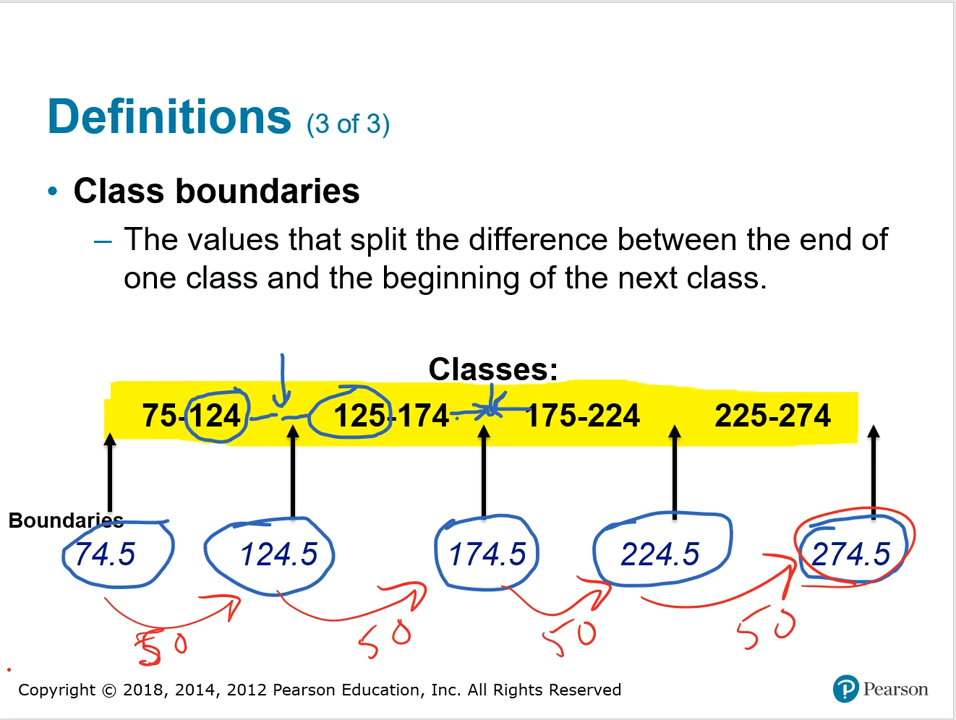 Definitions (3 of 3)
• Class boundaries
– The values that split the difference between the end of
one class and the beginning of the next class.
Classes:
75-124 125-174 175-224 225-274
Boundaries
74.5 124.5 174.5 224.5 274.5
50 50 50 50
Copyright © 2018, 2014, 2012 Pearson Education, Inc. All Rights Reserved
P Pearson